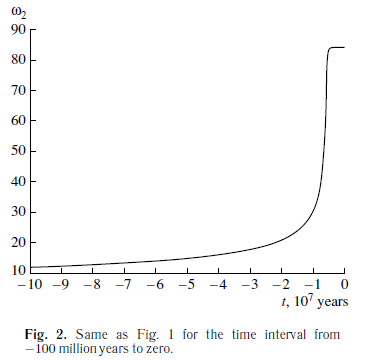 ω₂
90
80
70
60
50
40
30
20
10
–10 –9 –8 –7 –6 –5 –4 –3 –2 –1 0
t, 10⁷ years
Fig. 2. Same as Fig. 1 for the time interval from
–100 million years to zero.